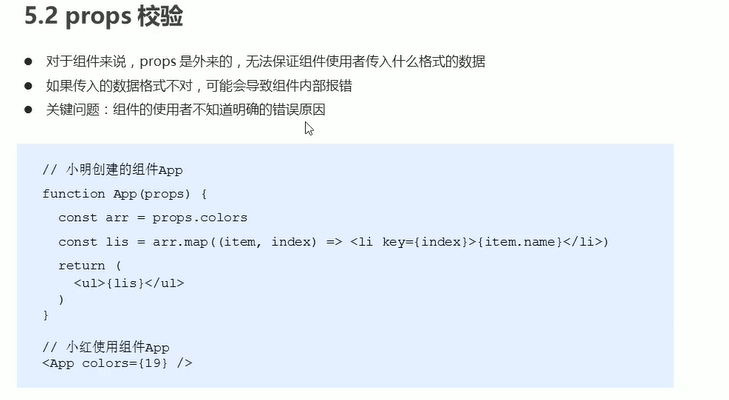 5.2 props 校验
● 对于组件来说，props 是外来的，无法保证组件使用者传入什么格式的数据
● 如果传入的数据格式不对，可能会导致组件内部报错
● 关键问题：组件的使用者不知道明确的错误原因
// 小明创建的组件App
function App(props) {
  const arr = props.colors
  const lis = arr.map((item, index) => <li key={index}>{item.name}</li>)
  return (
    <ul>{lis}</ul>
  )
}
// 小红使用组件App
<App colors={19} />